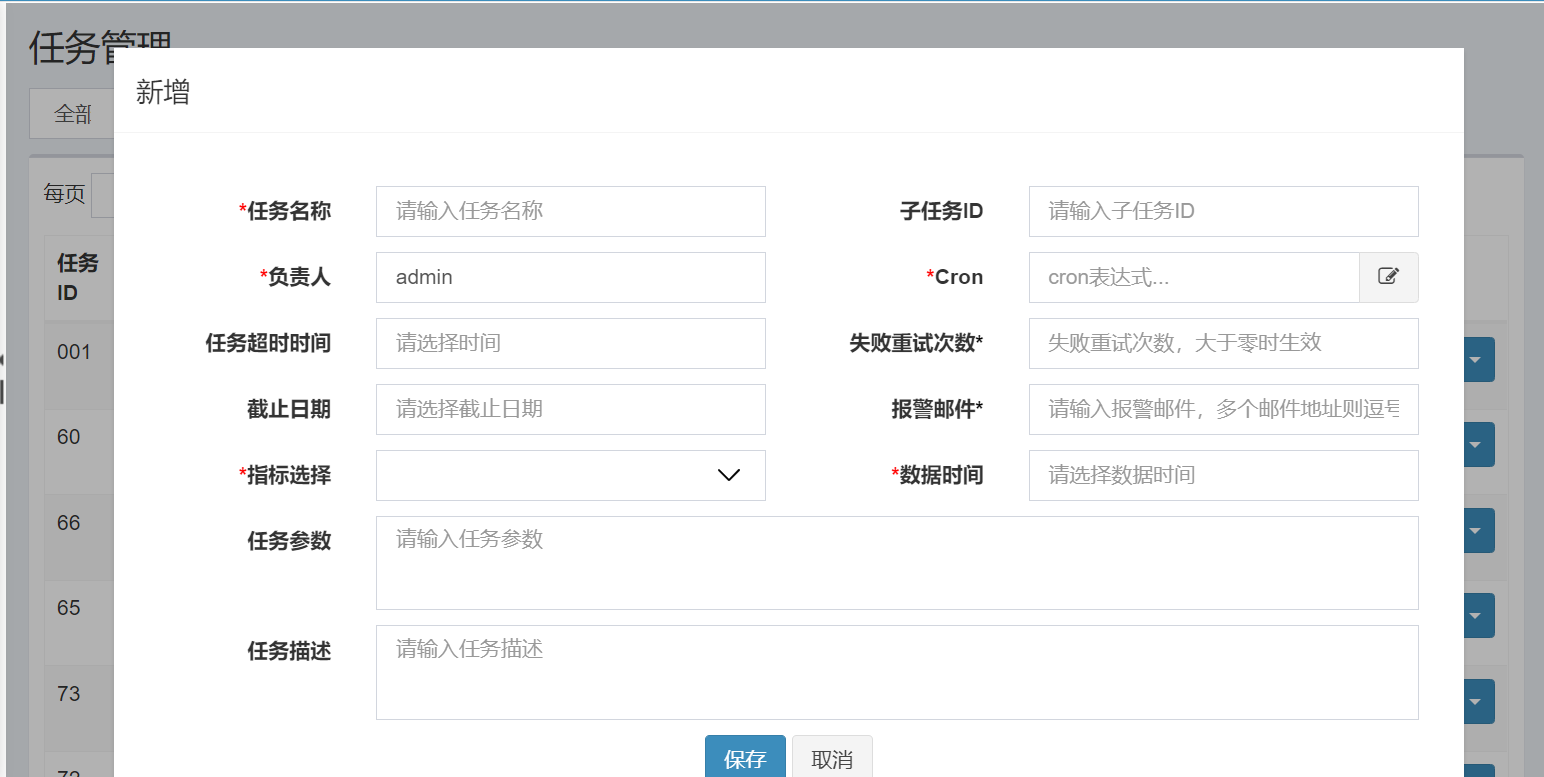 任务管理
新增
全部
每页
*任务名称 请输入任务名称 子任务ID 请输入子任务ID
任务
ID
*负责人 admin *Cron cron表达式...
001
任务超时时间 请选择时间 失败重试次数* 失败重试次数，大于零时生效
60
截止日期 请选择截止日期 报警邮件* 请输入报警邮件，多个邮件地址则逗号
*指标选择 *数据时间 请选择数据时间
66
任务参数 请输入任务参数
65
任务描述 请输入任务描述
73
保存 取消